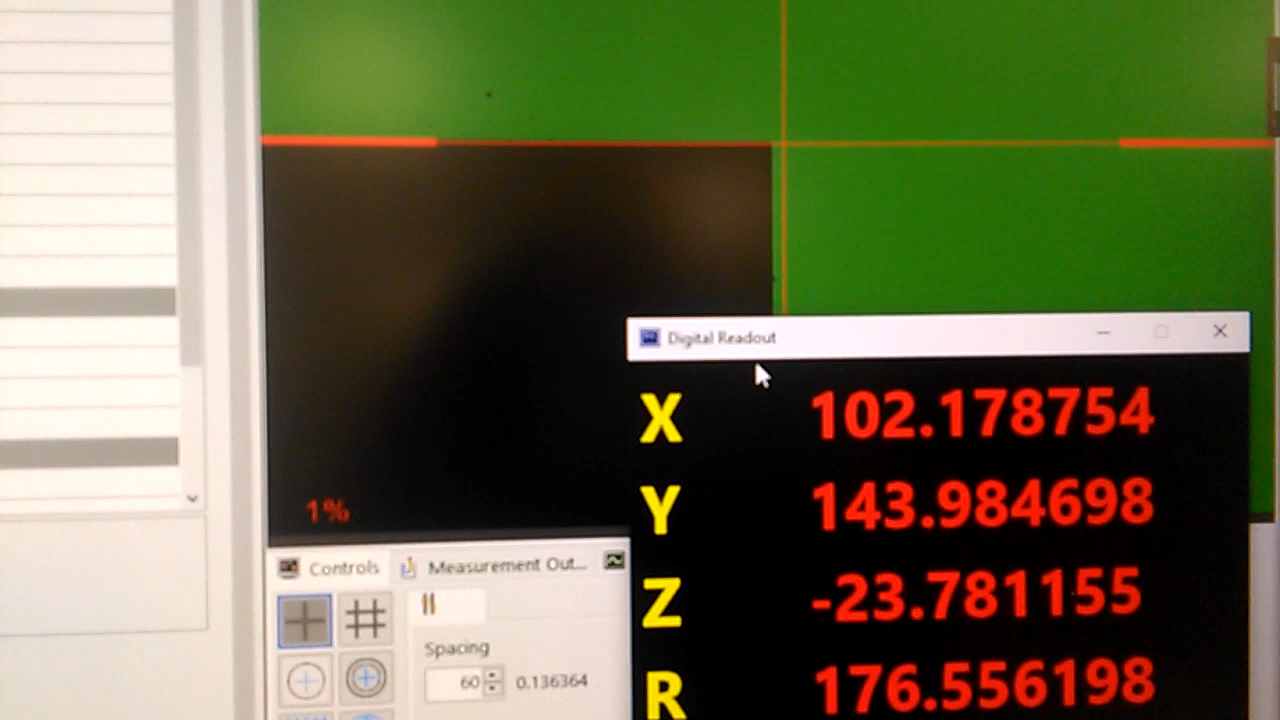 Digital Readout
X 102.178754
Y 143.984698
1%
Z -23.781155
Controls Measurement Out...
Spacing
60 0.136364
R 176.556198